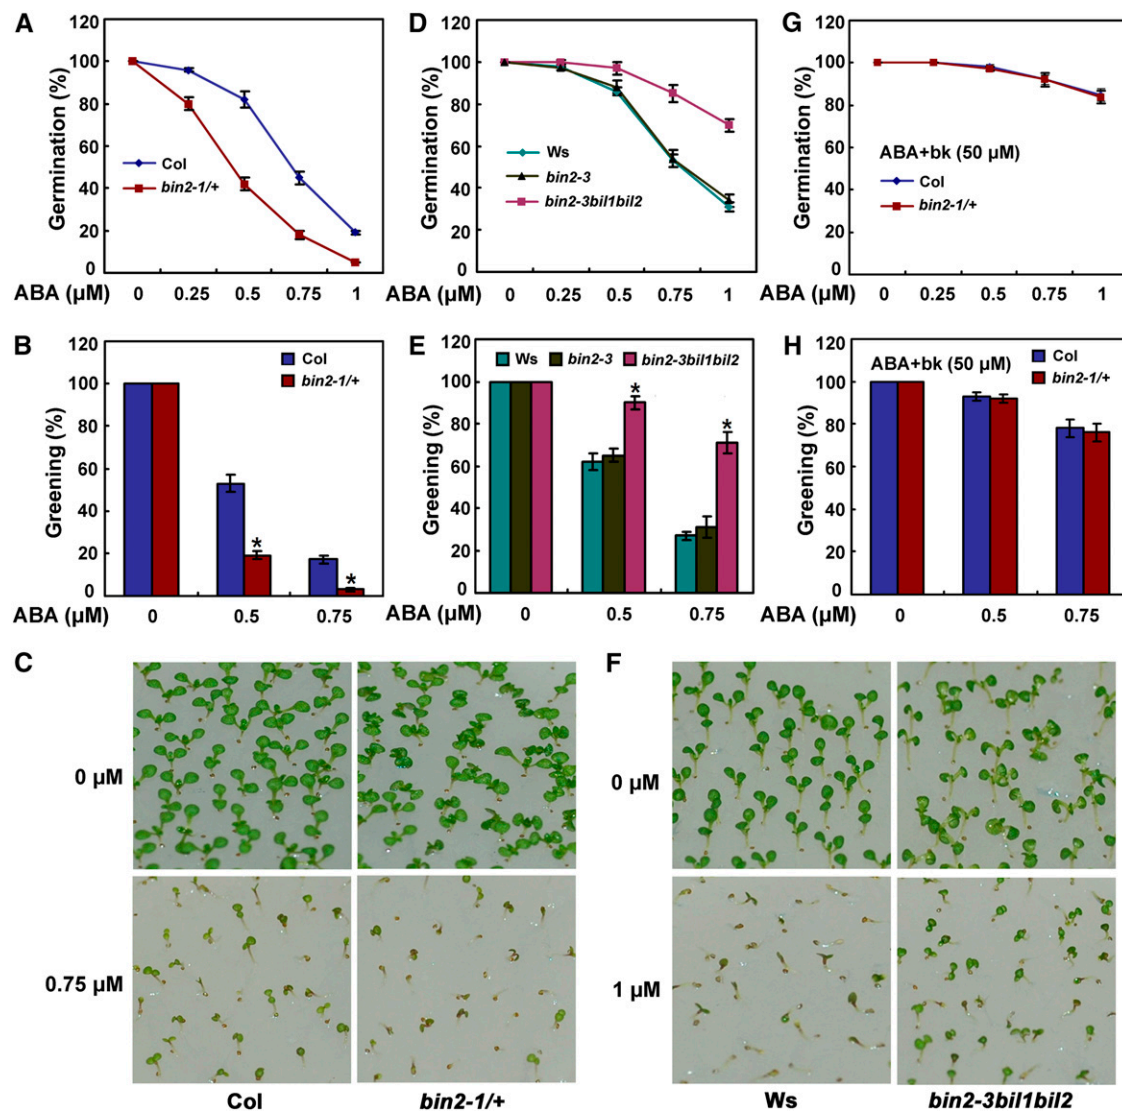 A
120
100
80
60
40
20
0
Germination (%)
Col
bin2-1/+
ABA (µM) 0 0.25 0.5 0.75 1
D
120
100
80
60
40
20
0
Germination (%)
Ws
bin2-3
bin2-3bil1bil2
ABA (µM) 0 0.25 0.5 0.75 1
G
120
100
80
60
40
20
0
Germination (%)
ABA+bk (50 µM)
Col
bin2-1/+
ABA (µM) 0 0.25 0.5 0.75 1
B
120
100
80
60
40
20
0
Greening (%)
Col
bin2-1/+
*
*
ABA (µM) 0 0.5 0.75
E
120
100
80
60
40
20
0
Greening (%)
Ws bin2-3 bin2-3bil1bil2
*
*
ABA (µM) 0 0.5 0.75
H
120
100
80
60
40
20
0
Greening (%)
ABA+bk (50 µM)
Col
bin2-1/+
ABA (µM) 0 0.5 0.75
C
0 µM
0.75 µM
Col bin2-1/+
F
0 µM
1 µM
Ws bin2-3bil1bil2